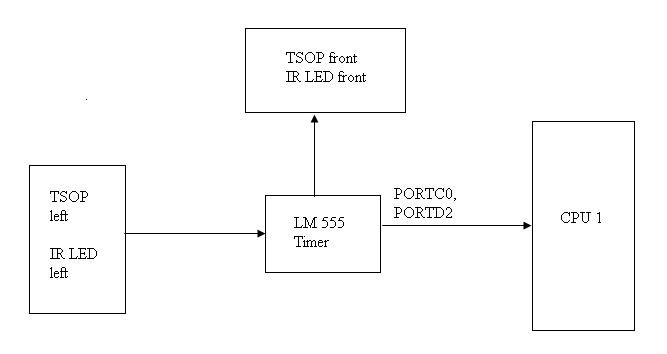 TSOP front
IR LED front
TSOP
left
IR LED
left
LM 555
Timer
PORTC0,
PORTD2
CPU 1